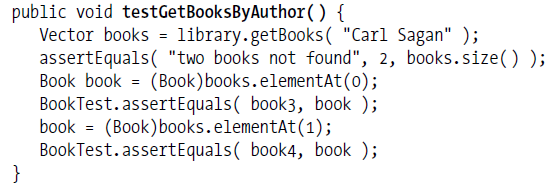 public void testGetBooksByAuthor() {
   Vector books = library.getBooks( "Carl Sagan" );
   assertEquals( "two books not found", 2, books.size() );
   Book book = (Book)books.elementAt(0);
   BookTest.assertEquals( book3, book );
   book = (Book)books.elementAt(1);
   BookTest.assertEquals( book4, book );
}